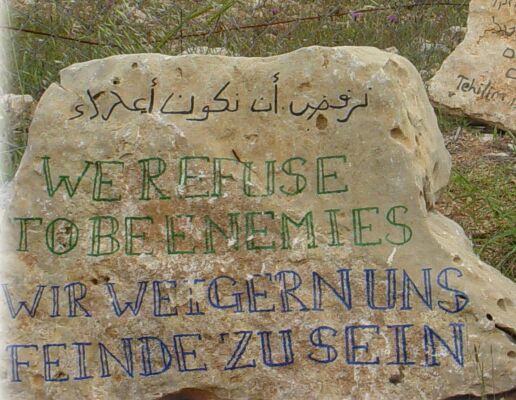 نرفض أن نكون أعداء
WE REFUSE
TO BE ENEMIES
WIR WEIGERN UNS
FEINDE ZU SEIN